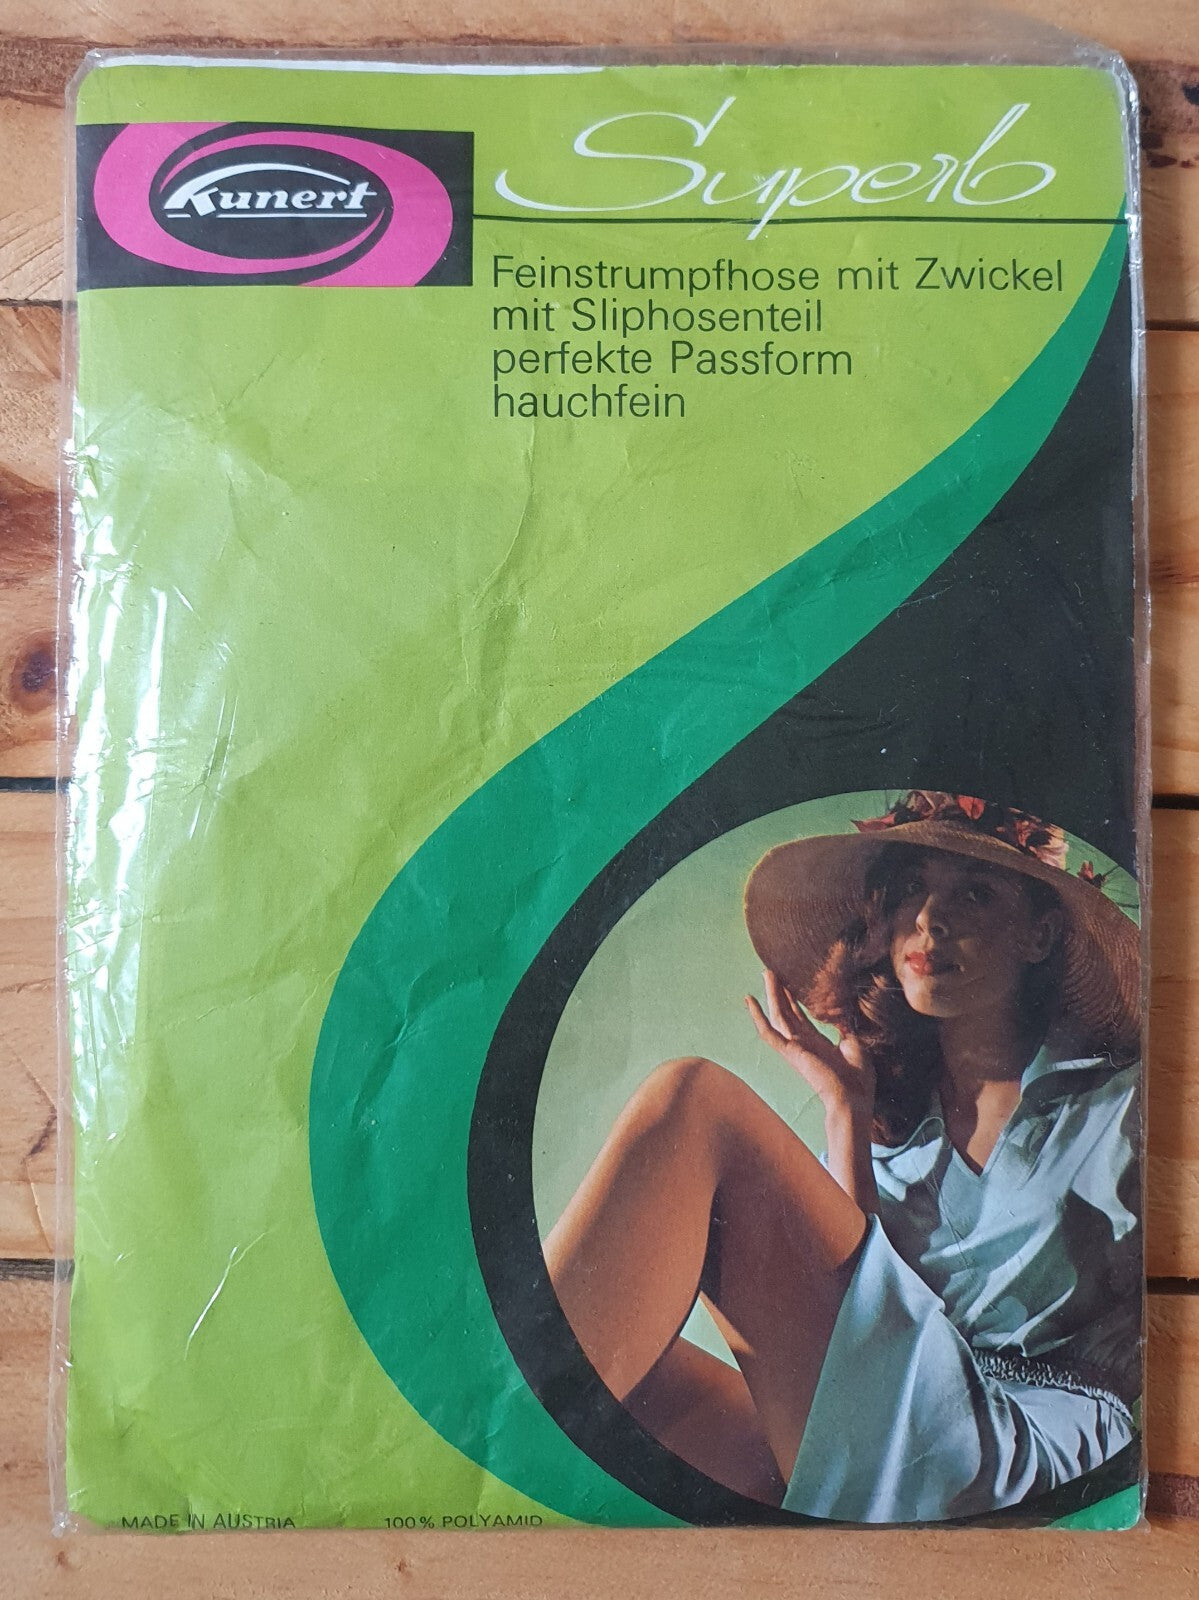 Kunert
Superb
Feinstrumpfhose mit Zwickel
mit Sliphosenteil
perfekte Passform
hauchfein
MADE IN AUSTRIA 100% POLYAMID